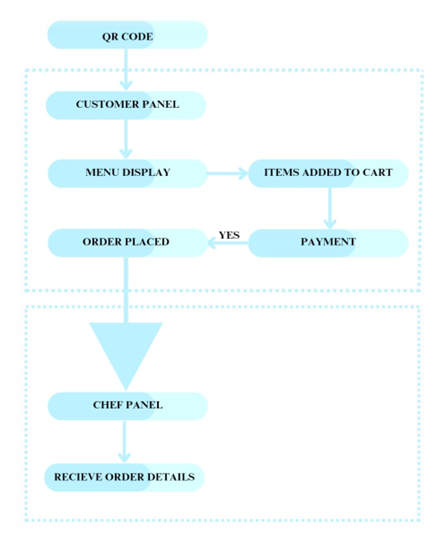 QR CODE
CUSTOMER PANEL
MENU DISPLAY
ITEMS ADDED TO CART
ORDER PLACED
YES
PAYMENT
CHEF PANEL
RECIEVE ORDER DETAILS